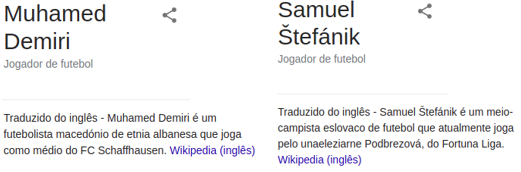 Muhamed
Demiri
Jogador de futebol
Traduzido do inglês - Muhamed Demiri é um
futebolista macedónio de etnia albanesa que joga
como médio do FC Schaffhausen. Wikipedia (inglês)
Samuel
Štefánik
Jogador de futebol
Traduzido do inglês - Samuel Štefánik é um meio-
campista eslovaco de futebol que atualmente joga
pelo unaeleziarne Podbrezová, do Fortuna Liga.
Wikipedia (inglês)